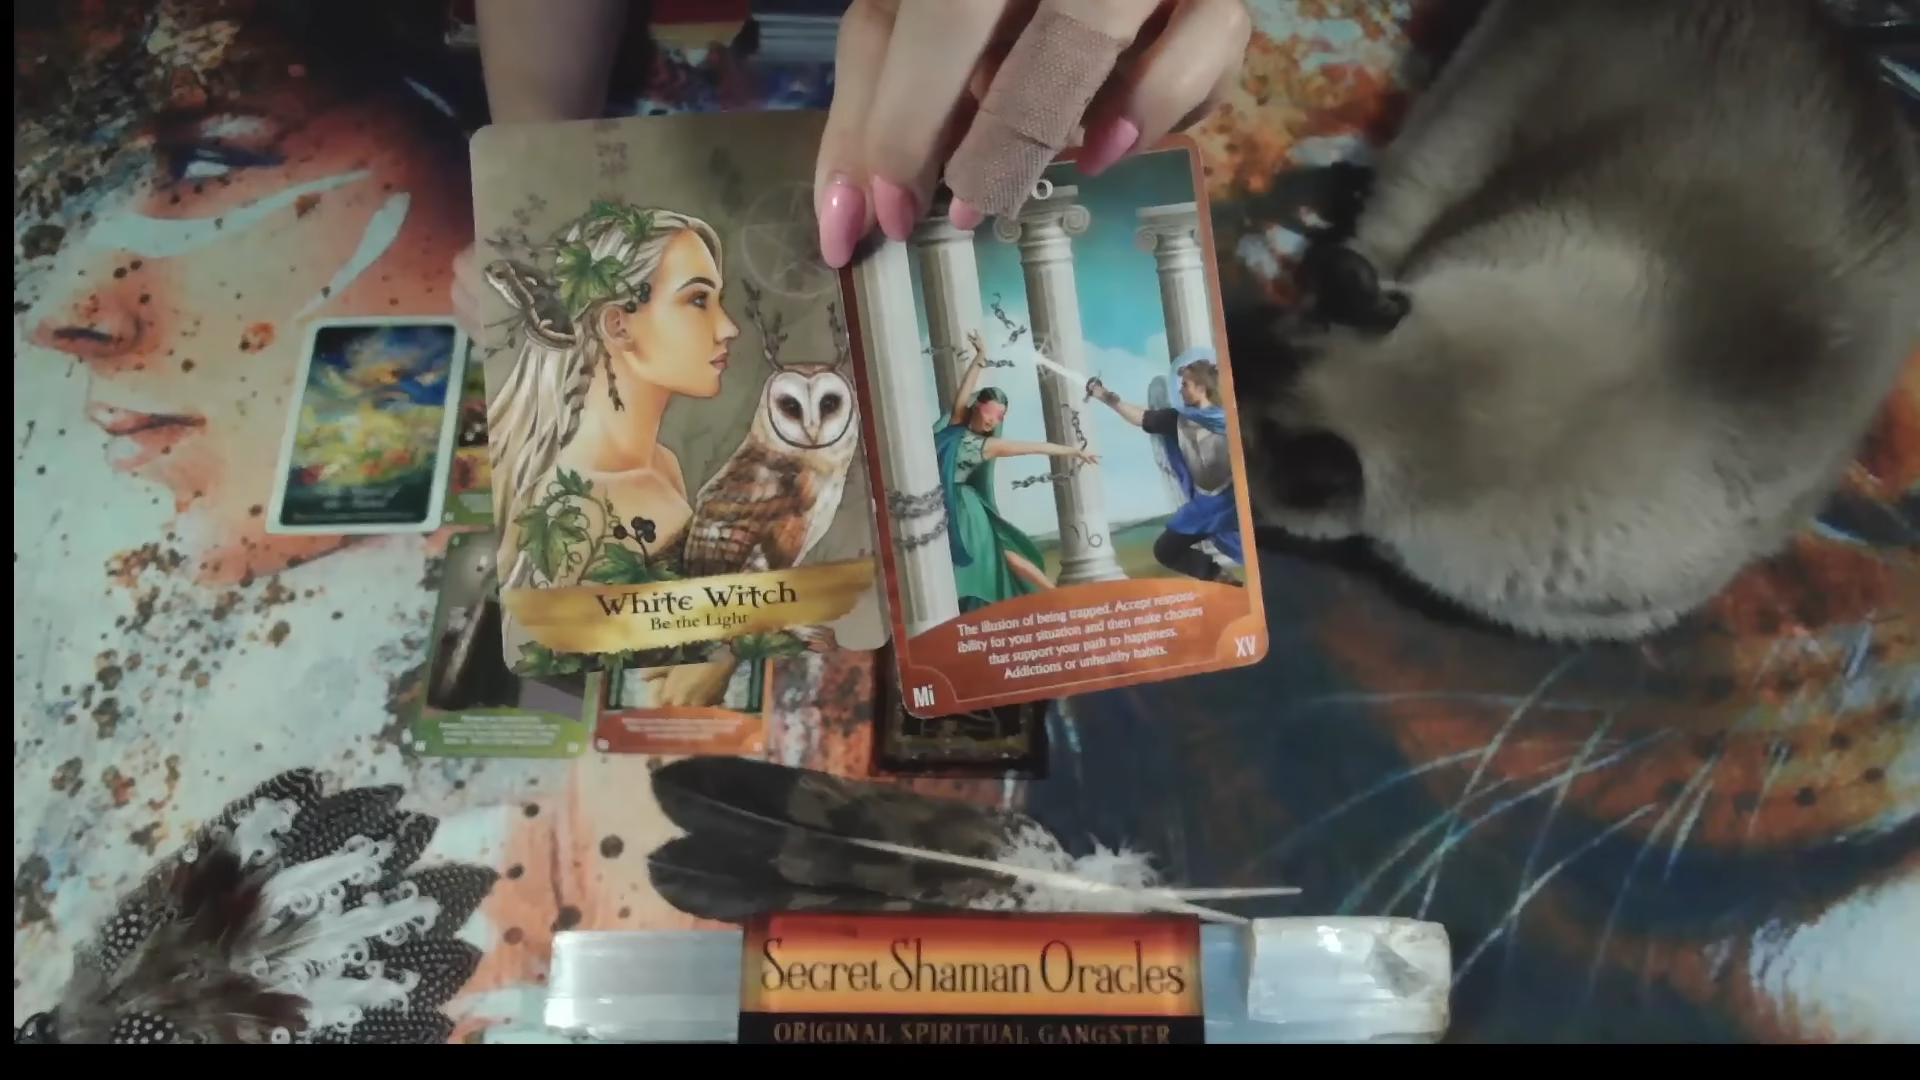 White Witch
Be the Light
The illusion of being trapped. Accept respons-
ibility for your situation and then make choices
that support your path to happiness.
Addictions or unhealthy habits.
Mi
XV
Secret Shaman Oracles
ORIGINAL SPIRITUAL GANGSTER